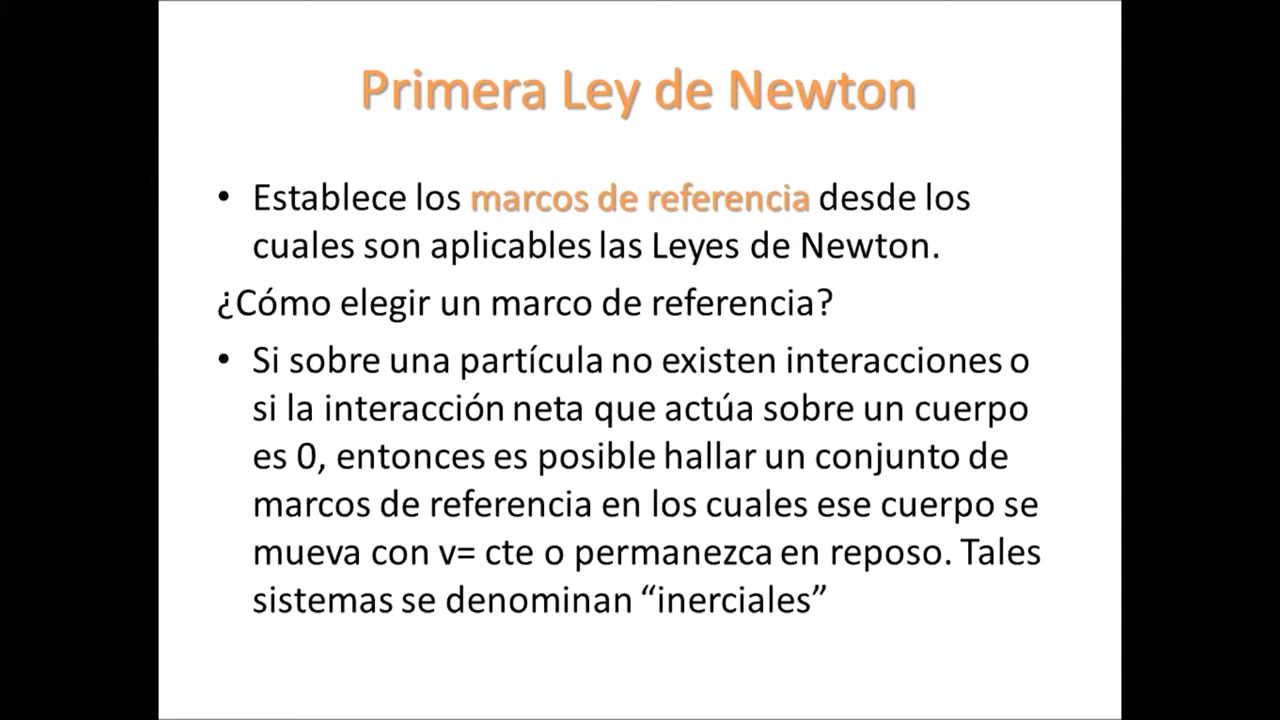 Primera Ley de Newton
• Establece los marcos de referencia desde los
cuales son aplicables las Leyes de Newton.
¿Cómo elegir un marco de referencia?
• Si sobre una partícula no existen interacciones o
si la interacción neta que actúa sobre un cuerpo
es 0, entonces es posible hallar un conjunto de
marcos de referencia en los cuales ese cuerpo se
mueva con v= cte o permanezca en reposo. Tales
sistemas se denominan “inerciales”